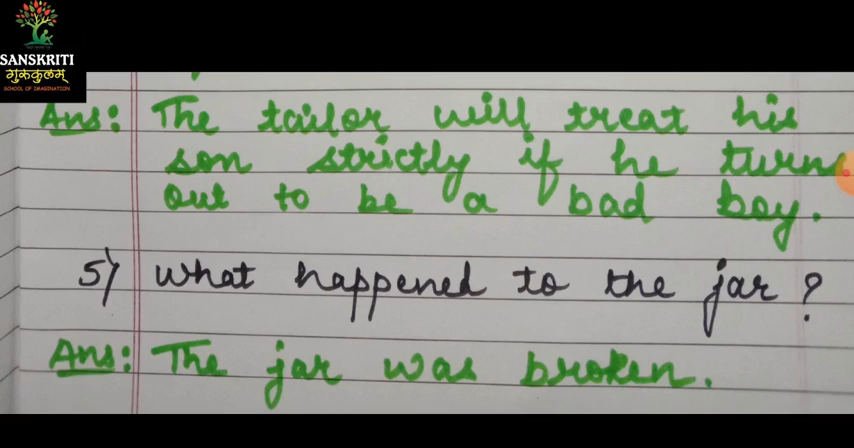 SANSKRITI
गुरुकुलम्
SCHOOL OF IMAGINATION
Ans: The tailor will treat his
son strictly if he turns
out to be a bad boy.
5) What happened to the jar?
Ans: The jar was broken.